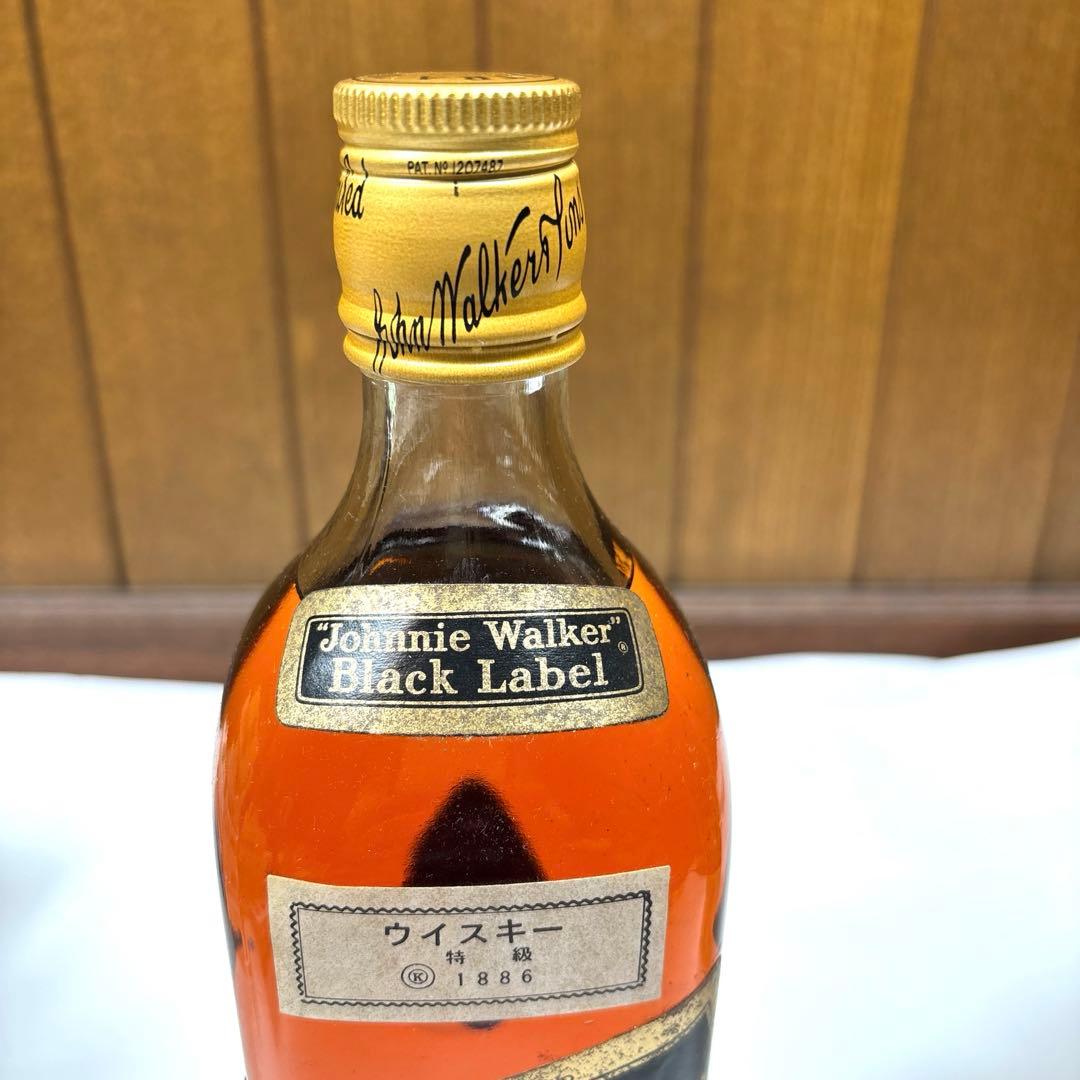 PAT. Nº 1207487
John Walker & Sons
"Johnnie Walker"®
Black Label
ウイスキー
特級
Ⓚ 1886